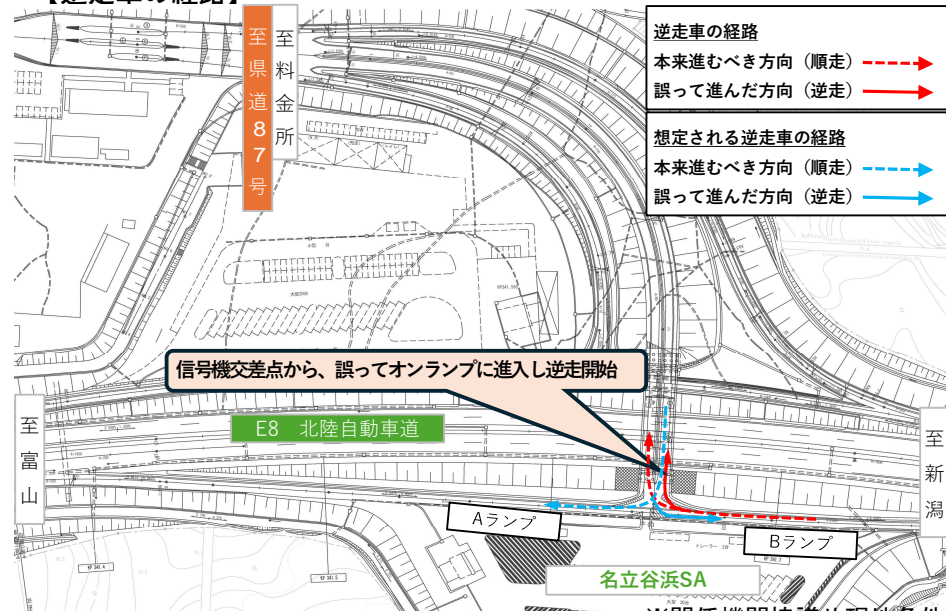 【逆走車の経路】
逆走車の経路
本来進むべき方向（順走）
誤って進んだ方向（逆走）
想定される逆走車の経路
本来進むべき方向（順走）
誤って進んだ方向（逆走）
至県道87号
至料金所
信号機交差点から、誤ってオンランプに進入し逆走開始
E8 北陸自動車道
至富山
至新潟
Aランプ
Bランプ
名立谷浜SA